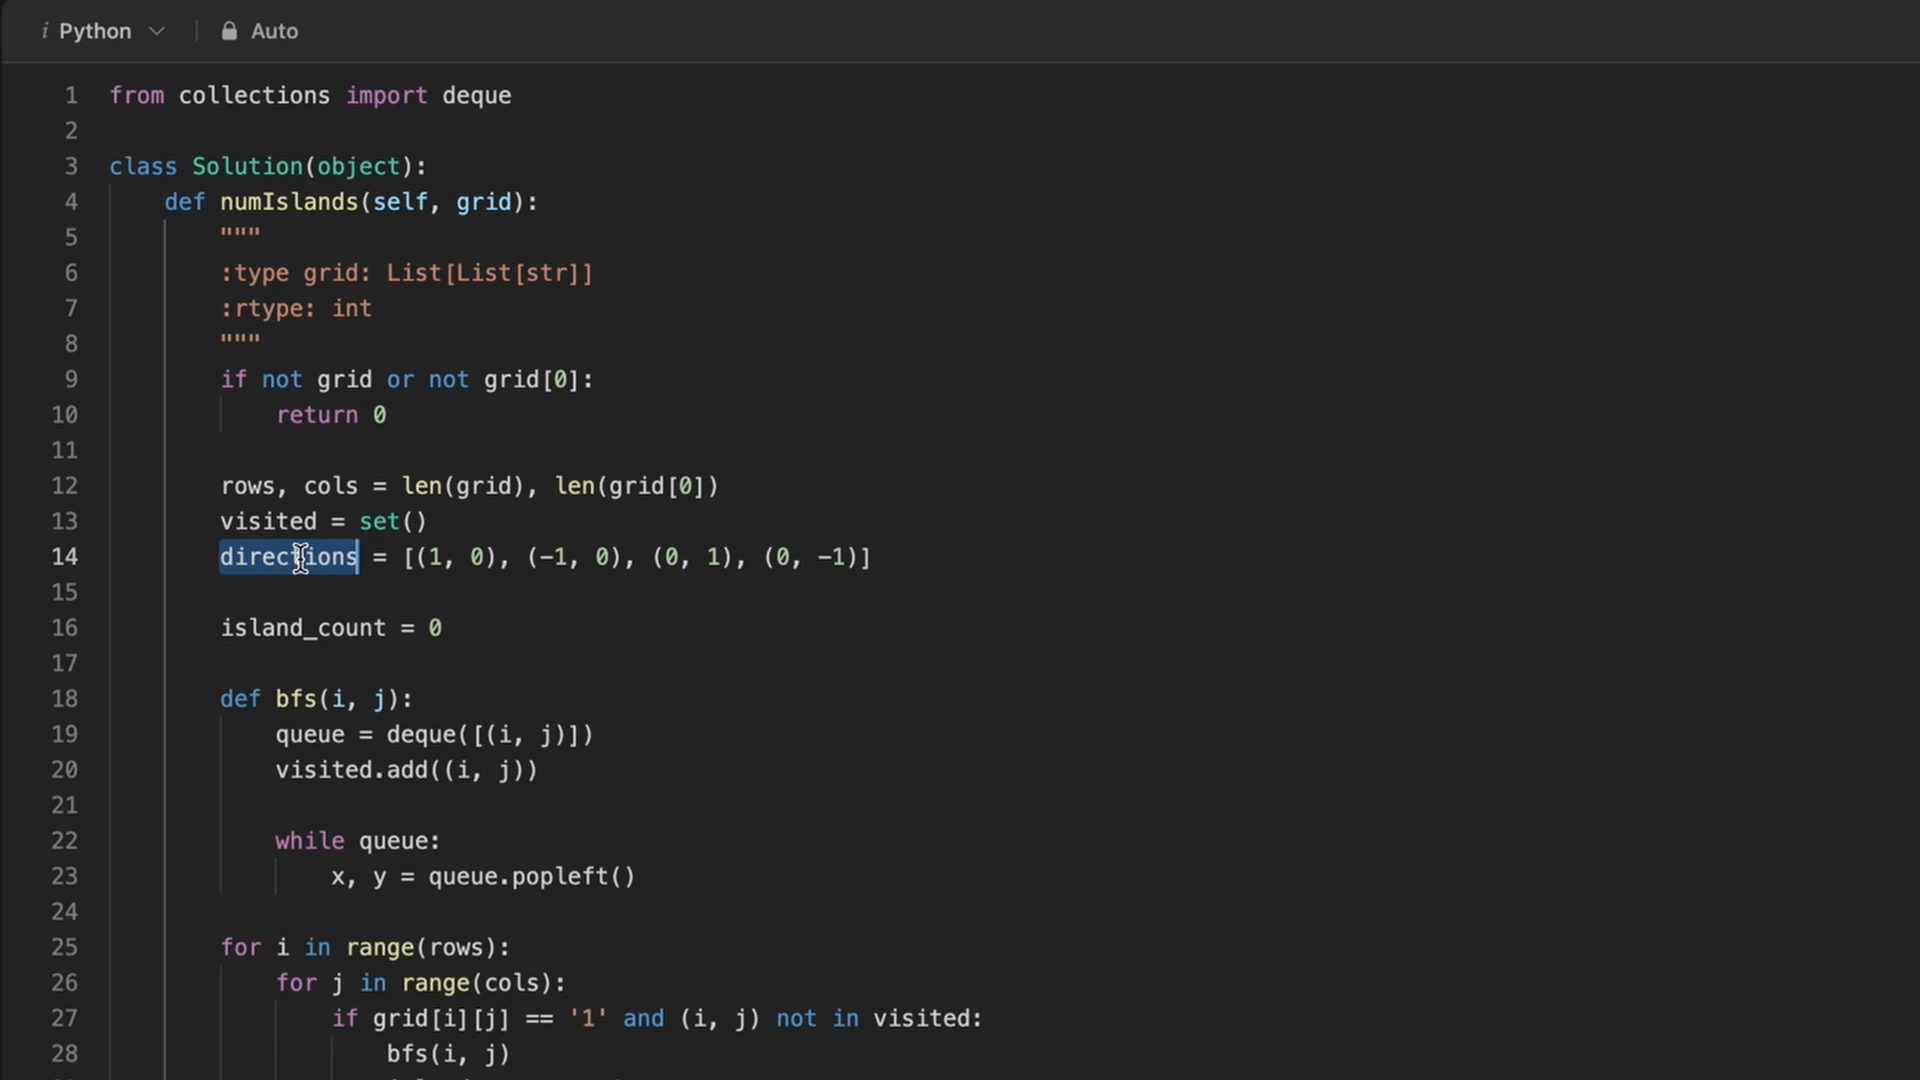 i Python Auto
1 from collections import deque
2
3 class Solution(object):
4 def numIslands(self, grid):
5 """
6 :type grid: List[List[str]]
7 :rtype: int
8 """
9 if not grid or not grid[0]:
10 return 0
11
12 rows, cols = len(grid), len(grid[0])
13 visited = set()
14 directions = [(1, 0), (-1, 0), (0, 1), (0, -1)]
15
16 island_count = 0
17
18 def bfs(i, j):
19 queue = deque([(i, j)])
20 visited.add((i, j))
21
22 while queue:
23 x, y = queue.popleft()
24
25 for i in range(rows):
26 for j in range(cols):
27 if grid[i][j] == '1' and (i, j) not in visited:
28 bfs(i, j)